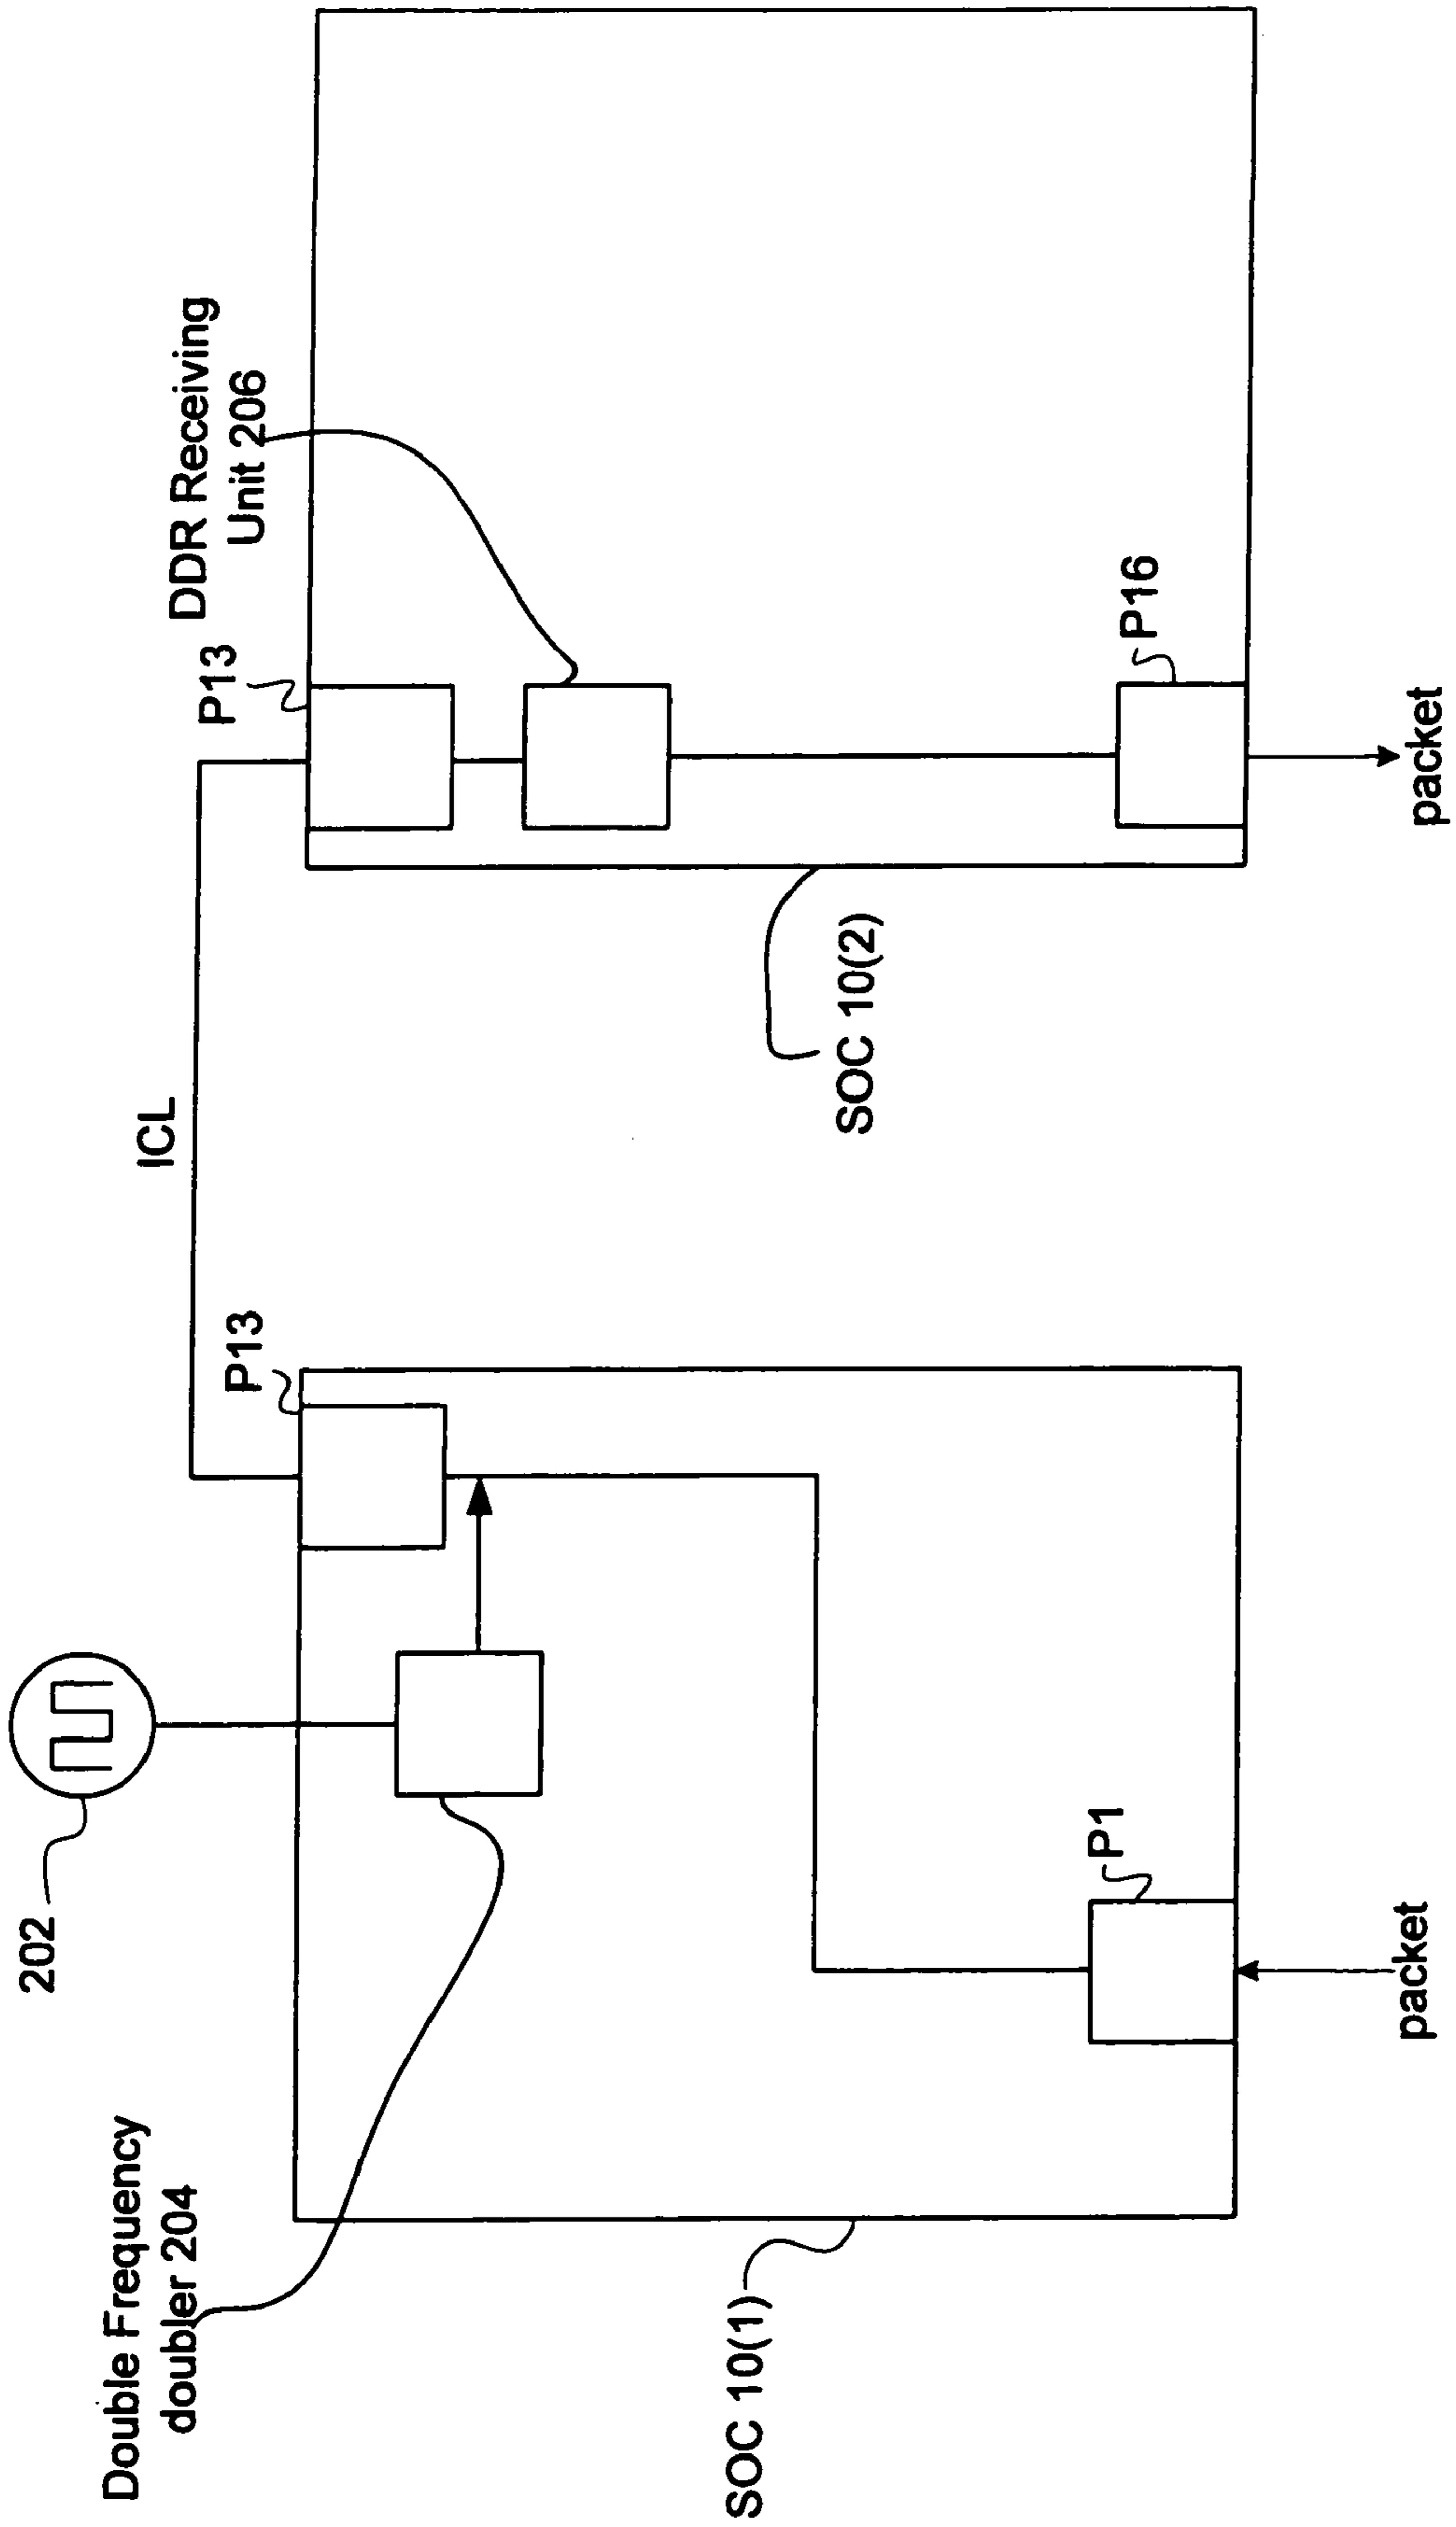 202
Double Frequency
doubler 204
P13
ICL
DDR Receiving
Unit 206
P13
SOC 10(1)
P1
packet
SOC 10(2)
P16
packet